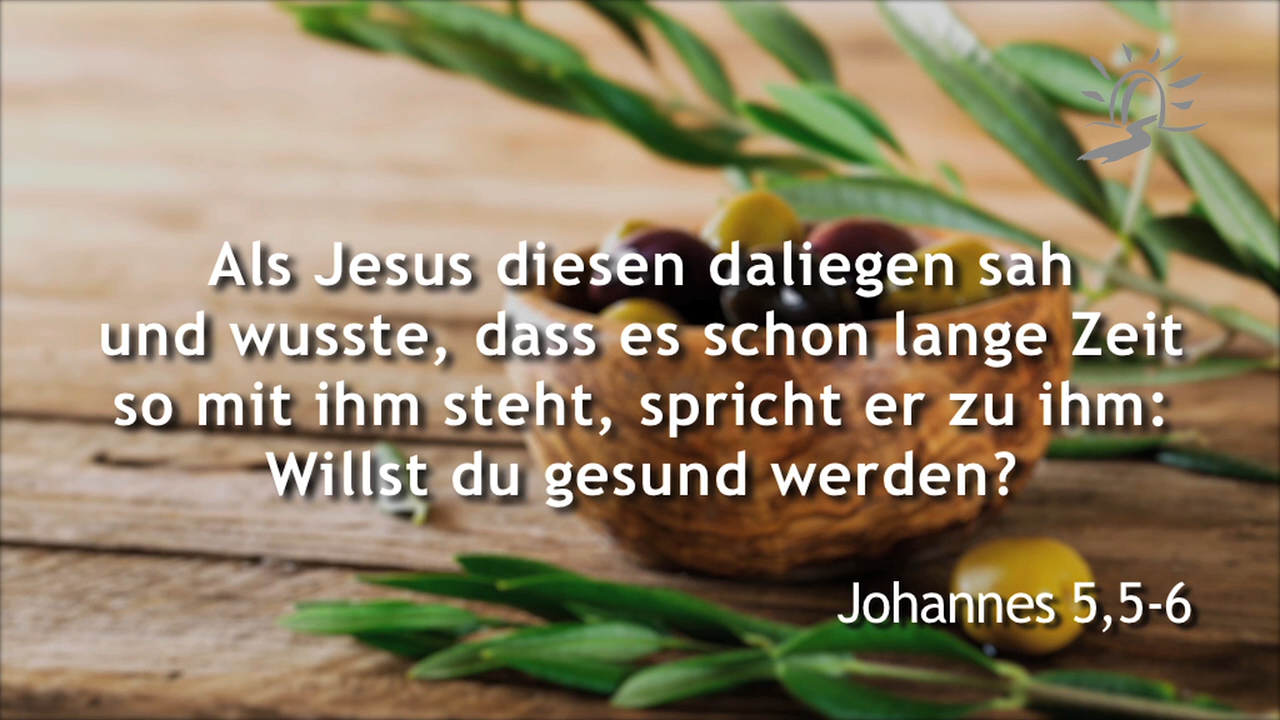 Als Jesus diesen daliegen sah
und wusste, dass es schon lange Zeit
so mit ihm steht, spricht er zu ihm:
Willst du gesund werden?
Johannes 5,5-6